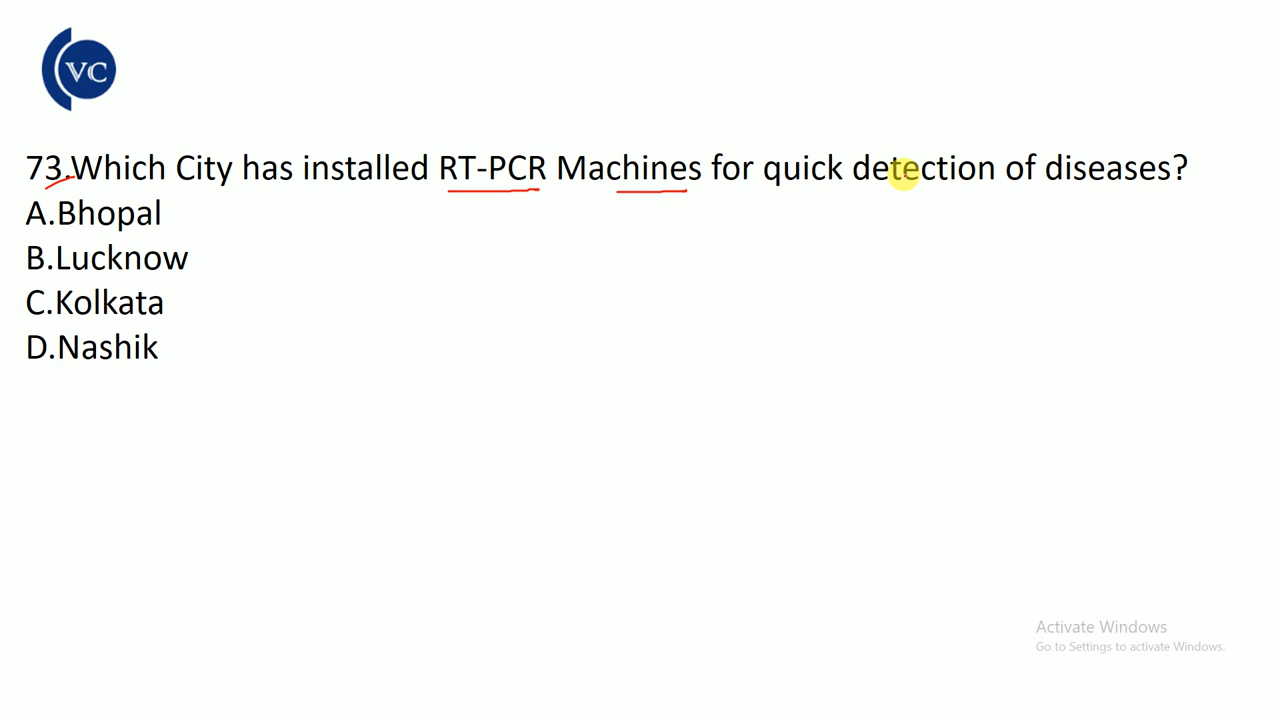 VC
73.Which City has installed RT-PCR Machines for quick detection of diseases?
A.Bhopal
B.Lucknow
C.Kolkata
D.Nashik
Activate Windows
Go to Settings to activate Windows.